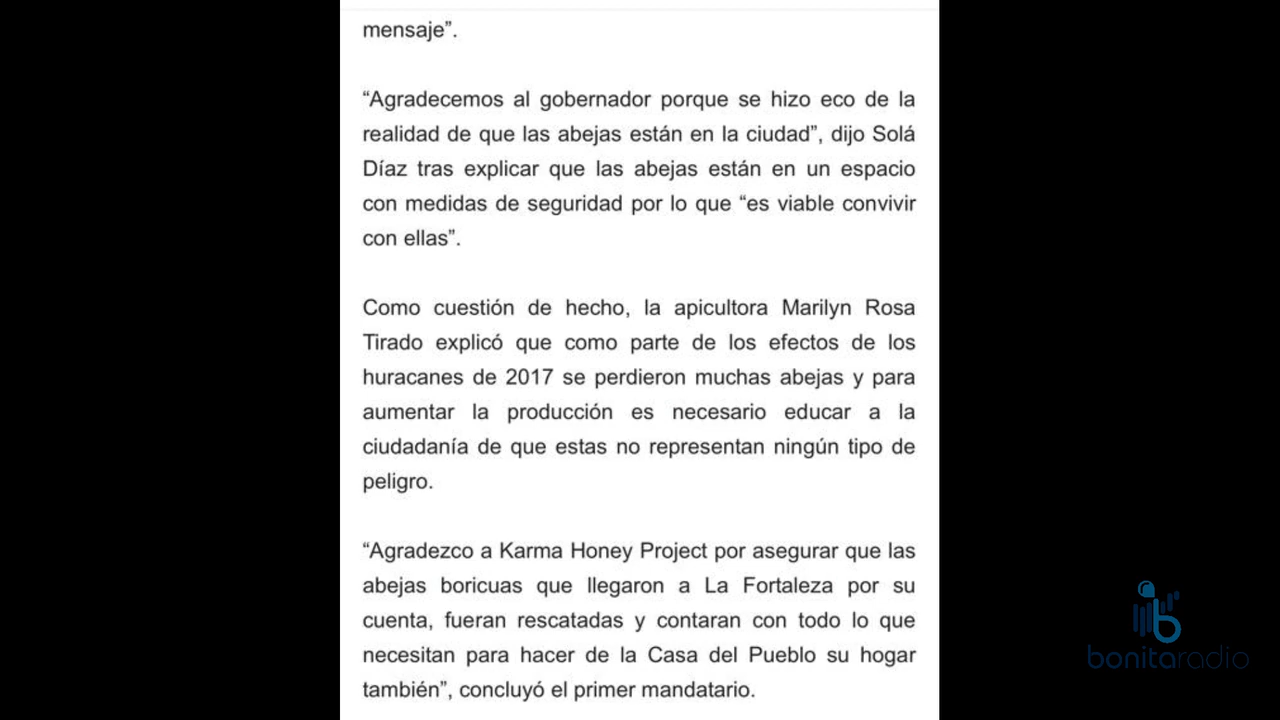 mensaje”.
“Agradecemos al gobernador porque se hizo eco de la
realidad de que las abejas están en la ciudad”, dijo Solá
Díaz tras explicar que las abejas están en un espacio
con medidas de seguridad por lo que “es viable convivir
con ellas”.
Como cuestión de hecho, la apicultora Marilyn Rosa
Tirado explicó que como parte de los efectos de los
huracanes de 2017 se perdieron muchas abejas y para
aumentar la producción es necesario educar a la
ciudadanía de que estas no representan ningún tipo de
peligro.
“Agradezco a Karma Honey Project por asegurar que las
abejas boricuas que llegaron a La Fortaleza por su
cuenta, fueran rescatadas y contaran con todo lo que
necesitan para hacer de la Casa del Pueblo su hogar
también”, concluyó el primer mandatario.
bonitaradio